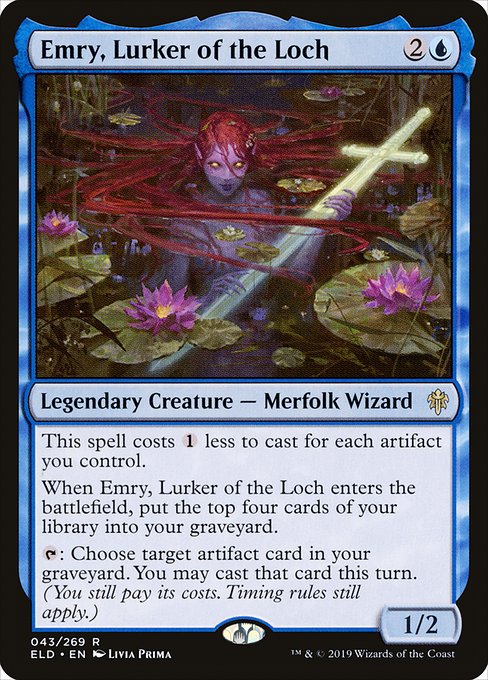 Emry, Lurker of the Loch 2
Legendary Creature — Merfolk Wizard
This spell costs 1 less to cast for each artifact
you control.
When Emry, Lurker of the Loch enters the
battlefield, put the top four cards of your
library into your graveyard.
: Choose target artifact card in your
graveyard. You may cast that card this turn.
(You still pay its costs. Timing rules still
apply.)
1/2
043/269 R
ELD • EN Livia Prima
™ & © 2019 Wizards of the Coast